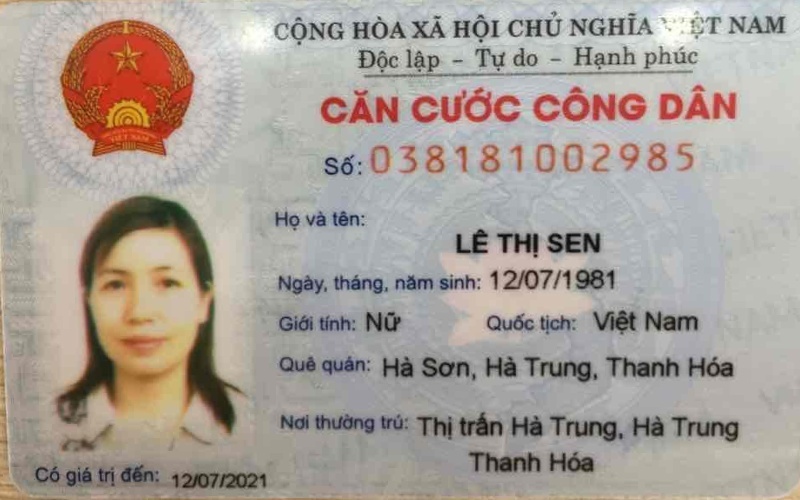 CỘNG HÒA XÃ HỘI CHỦ NGHĨA VIỆT NAM
Độc lập - Tự do - Hạnh phúc
CĂN CƯỚC CÔNG DÂN
Số: 038181002985
Họ và tên:
LÊ THỊ SEN
Ngày, tháng, năm sinh: 12/07/1981
Giới tính: Nữ Quốc tịch: Việt Nam
Quê quán: Hà Sơn, Hà Trung, Thanh Hóa
Nơi thường trú: Thị trấn Hà Trung, Hà Trung
Thanh Hóa
Có giá trị đến: 12/07/2021
VIỆT NAM